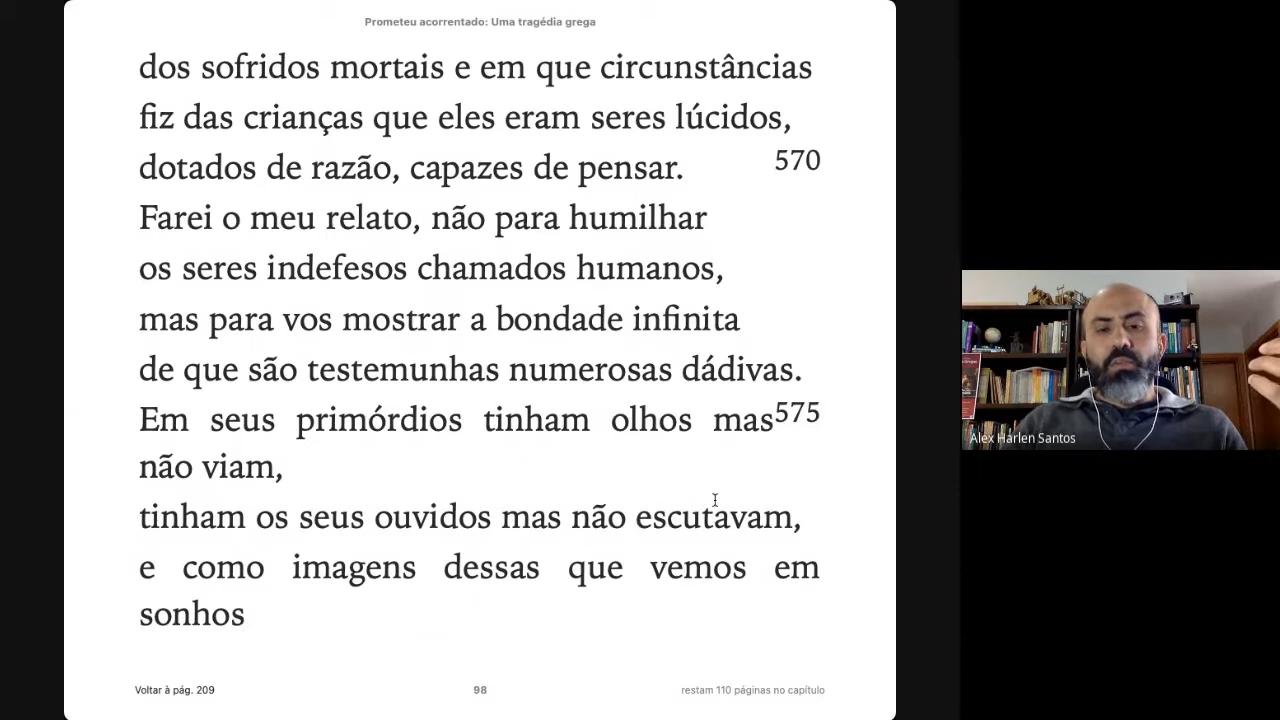 Prometeu acorrentado: Uma tragédia grega
dos sofridos mortais e em que circunstâncias
fiz das crianças que eles eram seres lúcidos,
dotados de razão, capazes de pensar. 570
Farei o meu relato, não para humilhar
os seres indefesos chamados humanos,
mas para vos mostrar a bondade infinita
de que são testemunhas numerosas dádivas.
Em seus primórdios tinham olhos mas 575
não viam,
tinham os seus ouvidos mas não escutavam,
e como imagens dessas que vemos em
sonhos
Voltar à pág. 209
98
restam 110 páginas no capítulo
Alex Harlen Santos